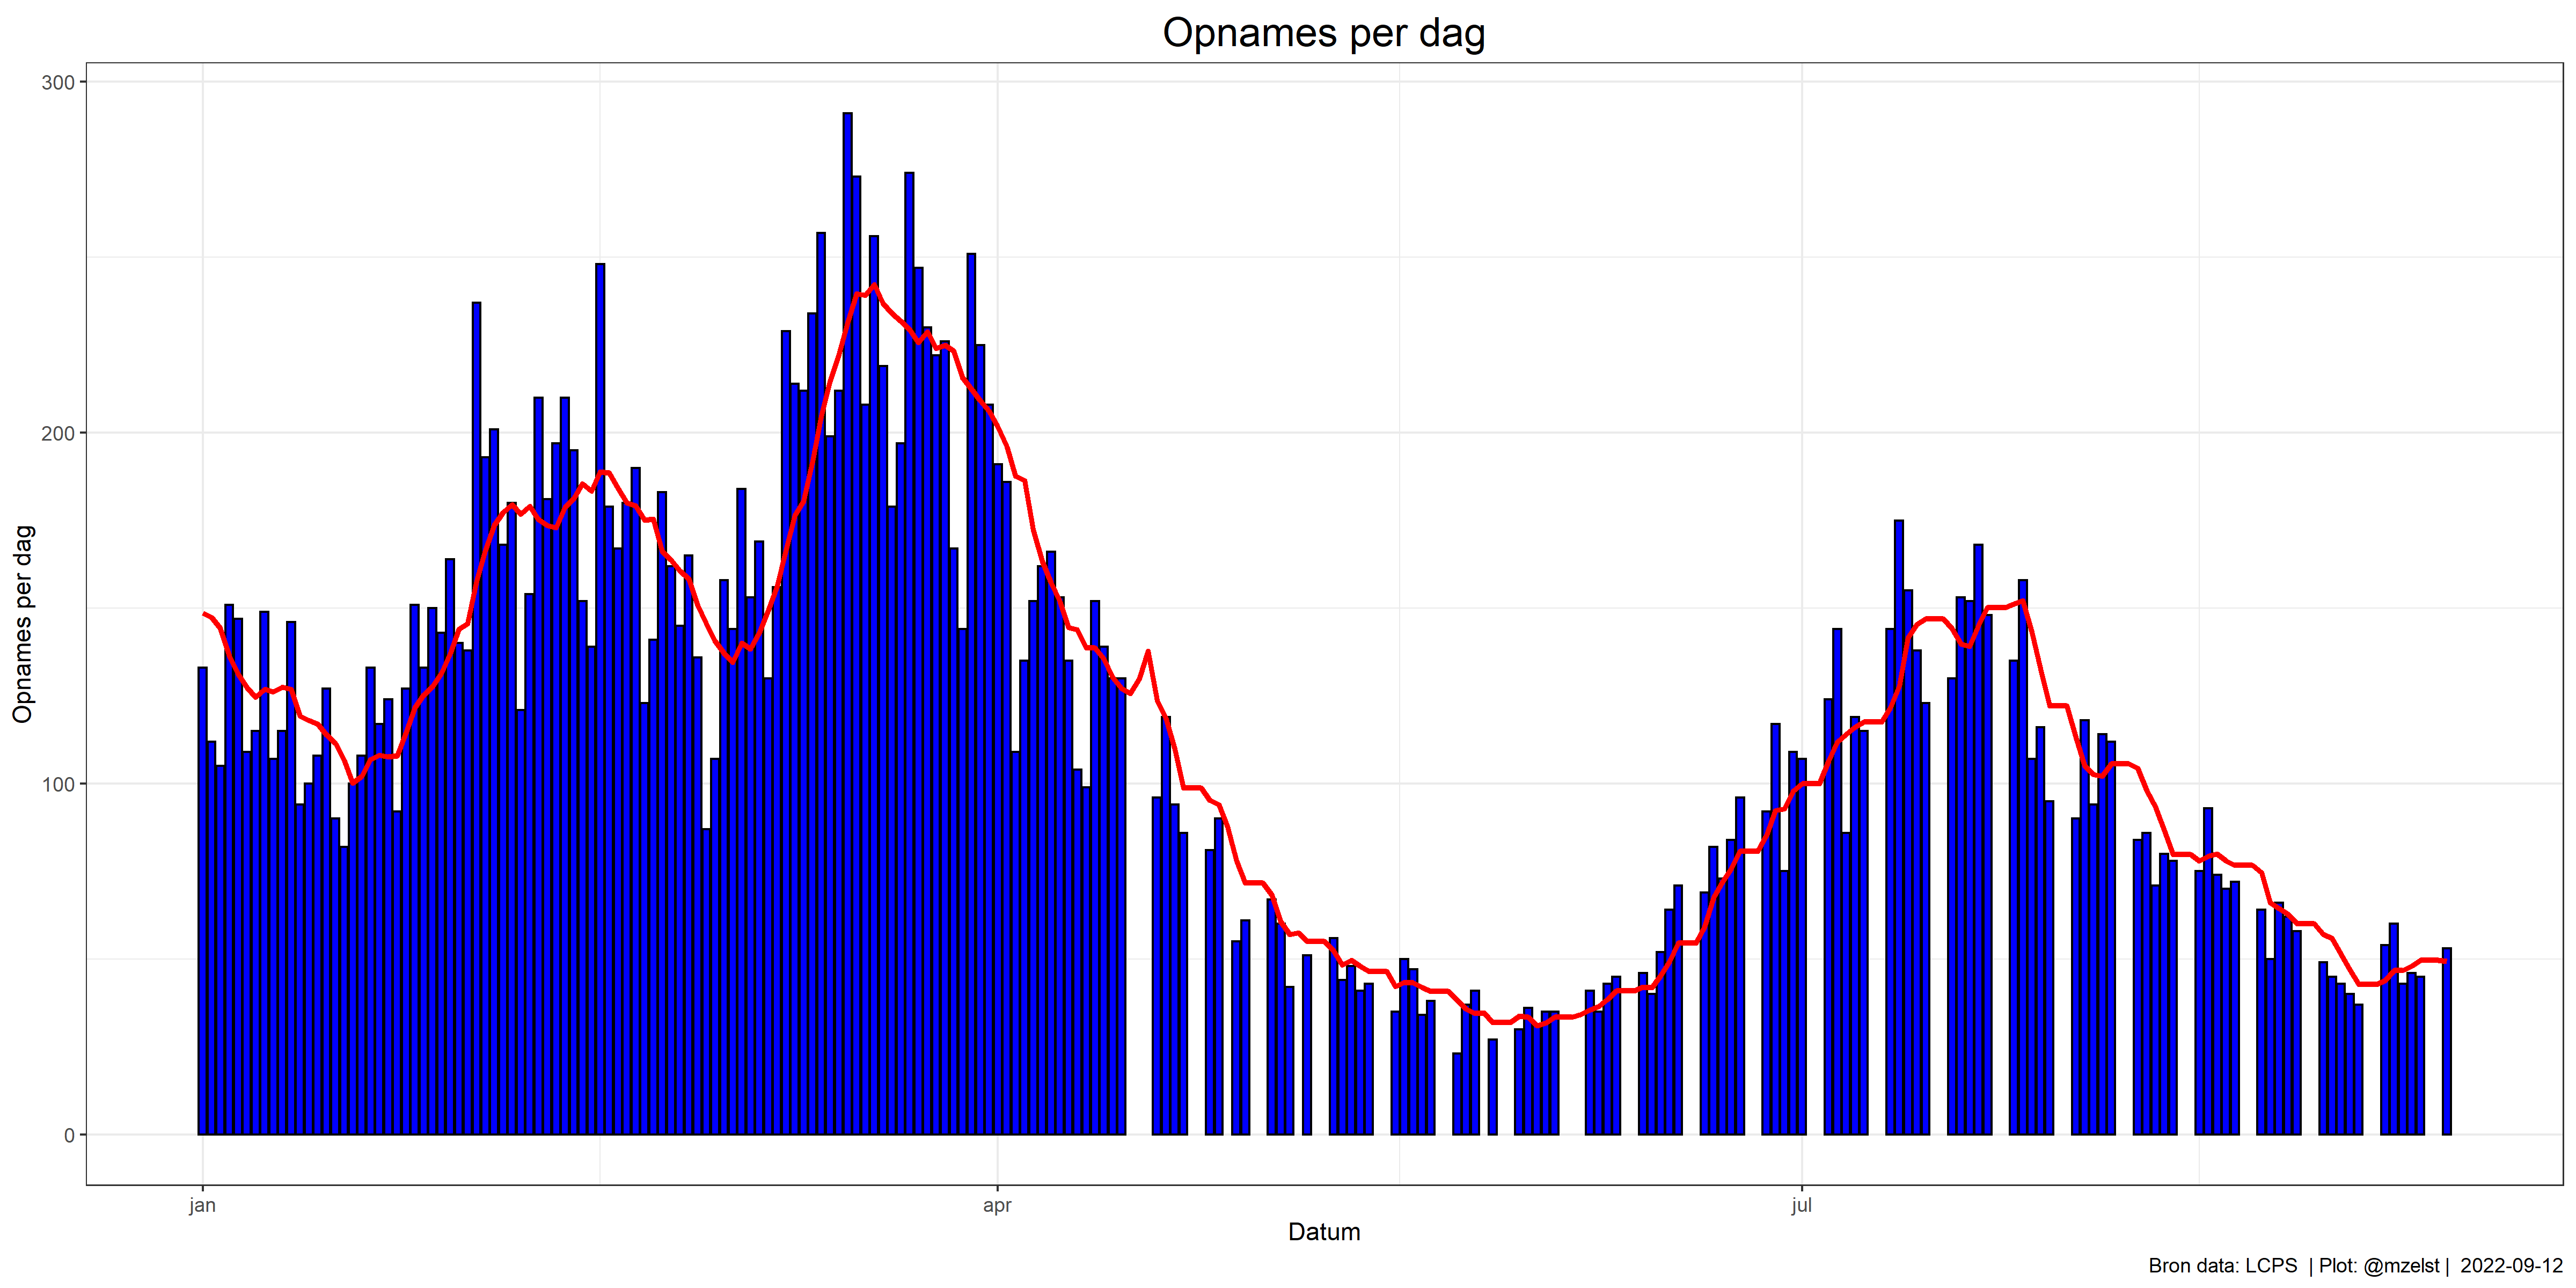 Opnames per dag
300
200
100
0
Opnames per dag
jan apr jul
Datum
Bron data: LCPS | Plot: @mzelst | 2022-09-12